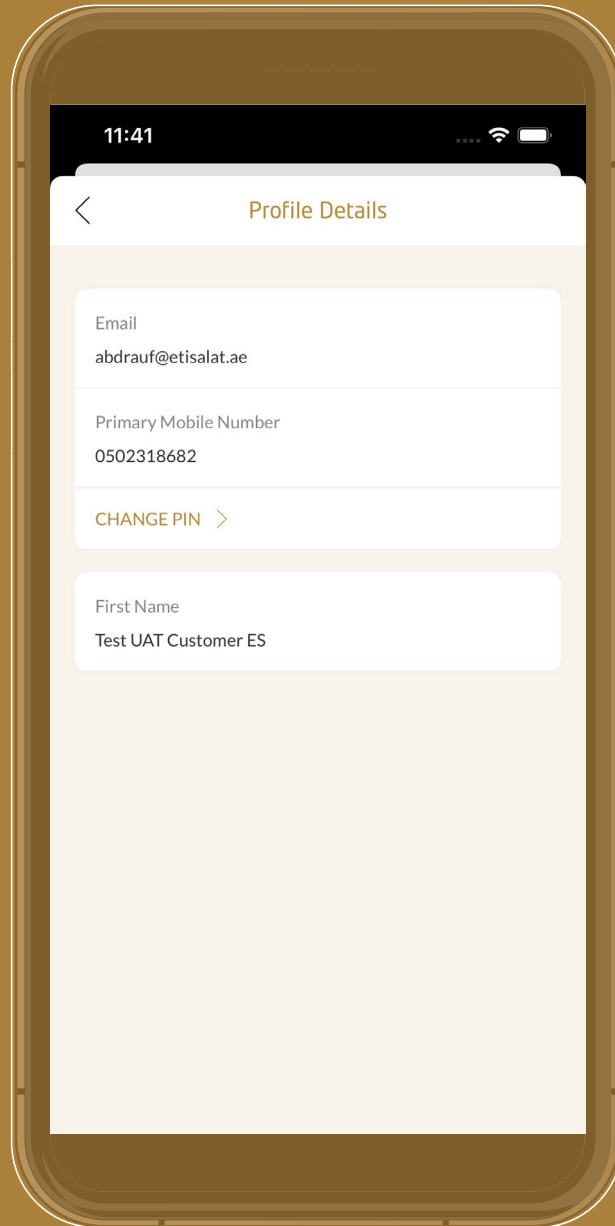 11:41
Profile Details
Email
abdrauf@etisalat.ae
Primary Mobile Number
0502318682
CHANGE PIN
First Name
Test UAT Customer ES